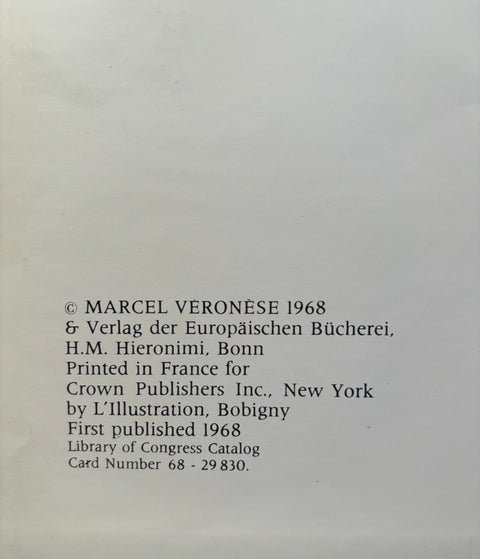 © MARCEL VÉRONÈSE 1968
& Verlag der Europäischen Bücherei,
H.M. Hieronimi, Bonn
Printed in France for
Crown Publishers Inc., New York
by L'Illustration, Bobigny
First published 1968
Library of Congress Catalog
Card Number 68 - 29 830.